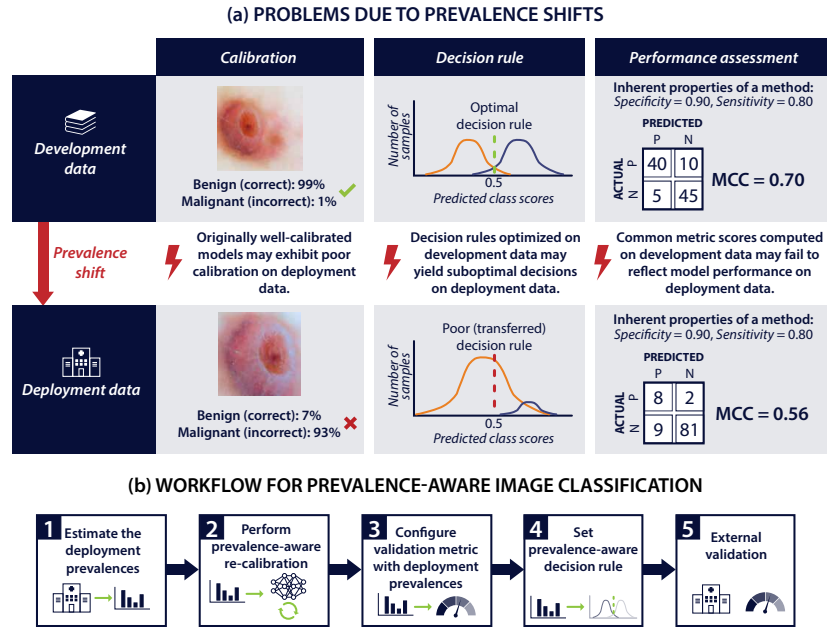 (a) PROBLEMS DUE TO PREVALENCE SHIFTS
Calibration
Decision rule
Performance assessment
Development
data
Benign (correct): 99%
Malignant (incorrect): 1%
Number of
samples
Optimal
decision rule
0.5
Predicted class scores
Inherent properties of a method:
Specificity = 0.90, Sensitivity = 0.80
PREDICTED
P N
ACTUAL
P 40 10
N 5 45
MCC = 0.70
Prevalence
shift
Originally well-calibrated
models may exhibit poor
calibration on deployment
data.
Decision rules optimized on
development data may
yield suboptimal decisions
on deployment data.
Common metric scores computed
on development data may fail to
reflect model performance on
deployment data.
Deployment data
Benign (correct): 7%
Malignant (incorrect): 93%
Number of
samples
Poor (transferred)
decision rule
0.5
Predicted class scores
Inherent properties of a method:
Specificity = 0.90, Sensitivity = 0.80
PREDICTED
P N
ACTUAL
P 8 2
N 9 81
MCC = 0.56
(b) WORKFLOW FOR PREVALENCE-AWARE IMAGE CLASSIFICATION
1
Estimate the
deployment
prevalences
2
Perform
prevalence-aware
re-calibration
3
Configure
validation metric
with deployment
prevalences
4
Set
prevalence-aware
decision rule
5
External
validation